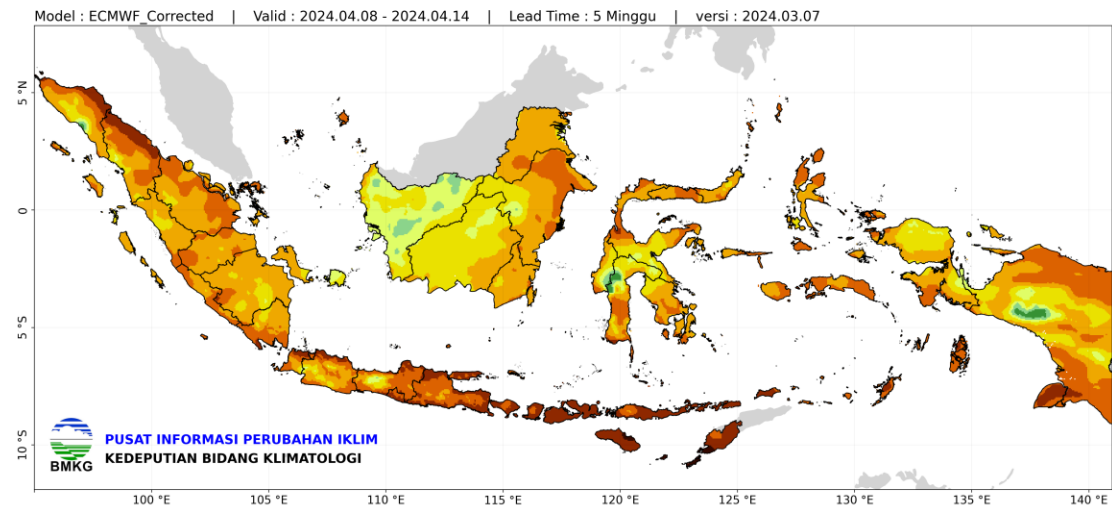 Model : ECMWF_Corrected | Valid : 2024.04.08 - 2024.04.14 | Lead Time : 5 Minggu | versi : 2024.03.07
5 °N
0
5 °S
10 °S
BMKG
PUSAT INFORMASI PERUBAHAN IKLIM
KEDEPUTIAN BIDANG KLIMATOLOGI
100 °E 105 °E 110 °E 115 °E 120 °E 125 °E 130 °E 135 °E 140 °E